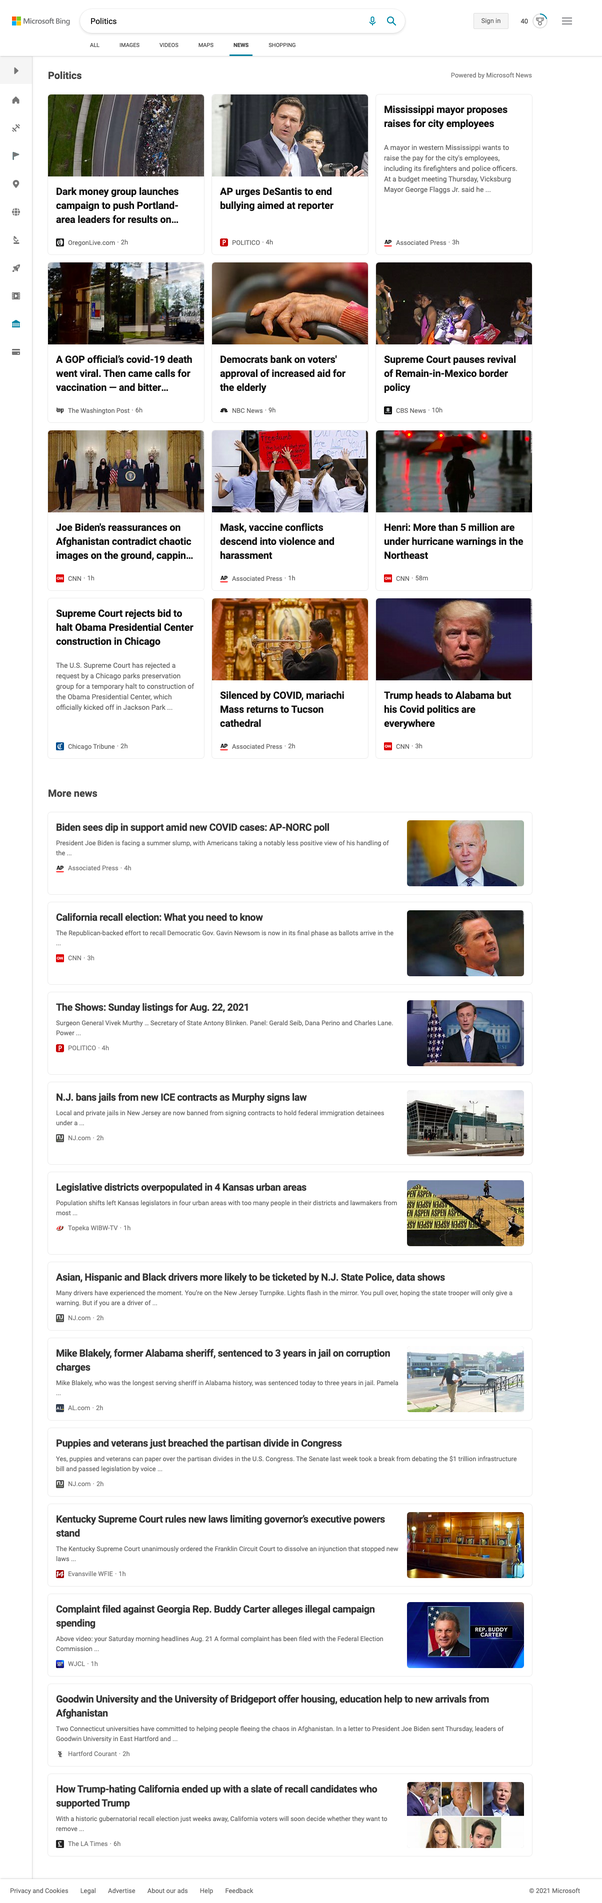 Microsoft Bing
Politics
Sign in
40
ALL
IMAGES
VIDEOS
MAPS
NEWS
SHOPPING
Politics
Powered by Microsoft News
Dark money group launches
campaign to push Portland-
area leaders for results on...
OregonLive.com · 2h
AP urges DeSantis to end
bullying aimed at reporter
POLITICO · 4h
Mississippi mayor proposes
raises for city employees
A mayor in western Mississippi wants to
raise the pay for the city's employees,
including its firefighters and police officers.
At a budget meeting Thursday, Vicksburg
Mayor George Flaggs Jr. said he ...
AP Associated Press · 3h
A GOP official's covid-19 death
went viral. Then came calls for
vaccination — and bitter...
wp The Washington Post · 6h
Democrats bank on voters'
approval of increased aid for
the elderly
NBC News · 9h
Supreme Court pauses revival
of Remain-in-Mexico border
policy
CBS News · 10h
Joe Biden's reassurances on
Afghanistan contradict chaotic
images on the ground, cappin...
CNN · 1h
Mask, vaccine conflicts
descend into violence and
harassment
AP Associated Press · 1h
Henri: More than 5 million are
under hurricane warnings in the
Northeast
CNN · 58m
Supreme Court rejects bid to
halt Obama Presidential Center
construction in Chicago
The U.S. Supreme Court has rejected a
request by a Chicago parks preservation
group for a temporary halt to construction of
the Obama Presidential Center, which
officially kicked off in Jackson Park ...
Chicago Tribune · 2h
Silenced by COVID, mariachi
Mass returns to Tucson
cathedral
AP Associated Press · 2h
Trump heads to Alabama but
his Covid politics are
everywhere
CNN · 3h
More news
Biden sees dip in support amid new COVID cases: AP-NORC poll
President Joe Biden is facing a summer slump, with Americans taking a notably less positive view of his handling of
the ...
AP Associated Press · 4h
California recall election: What you need to know
The Republican-backed effort to recall Democratic Gov. Gavin Newsom is now in its final phase as ballots arrive in the
...
CNN · 3h
The Shows: Sunday listings for Aug. 22, 2021
Surgeon General Vivek Murthy ... Secretary of State Antony Blinken. Panel: Gerald Seib, Dana Perino and Charles Lane.
Power ...
POLITICO · 4h
N.J. bans jails from new ICE contracts as Murphy signs law
Local and private jails in New Jersey are now banned from signing contracts to hold federal immigration detainees
under a ...
NJ.com · 2h
Legislative districts overpopulated in 4 Kansas urban areas
Population shifts left Kansas legislators in four urban areas with too many people in their districts and lawmakers from
most ...
Topeka WIBW-TV · 1h
ASPEN ASPEN ASPEN
Asian, Hispanic and Black drivers more likely to be ticketed by N.J. State Police, data shows
Many drivers have experienced the moment. You're on the New Jersey Turnpike. Lights flash in the mirror. You pull over, hoping the state trooper will only give a
warning. But if you are a driver of ...
NJ.com · 2h
Mike Blakely, former Alabama sheriff, sentenced to 3 years in jail on corruption
charges
Mike Blakely, who was the longest serving sheriff in Alabama history, was sentenced today to three years in jail. Pamela
...
AL.com · 2h
Puppies and veterans just breached the partisan divide in Congress
Yes, puppies and veterans can paper over the partisan divides in the U.S. Congress. The Senate last week took a break from debating the $1 trillion infrastructure
bill and passed legislation by voice ...
NJ.com · 2h
Kentucky Supreme Court rules new laws limiting governor's executive powers
stand
The Kentucky Supreme Court unanimously ordered the Franklin Circuit Court to dissolve an injunction that stopped new
laws ...
Evansville WFIE · 1h
Complaint filed against Georgia Rep. Buddy Carter alleges illegal campaign
spending
Above video: your Saturday morning headlines Aug. 21 A formal complaint has been filed with the Federal Election
Commission ...
WJCL · 1h
REP. BUDDY
CARTER
Goodwin University and the University of Bridgeport offer housing, education help to new arrivals from
Afghanistan
Two Connecticut universities have committed to helping people fleeing the chaos in Afghanistan. In a letter to President Joe Biden sent Thursday, leaders of
Goodwin University in East Hartford and ...
Hartford Courant · 2h
How Trump-hating California ended up with a slate of recall candidates who
supported Trump
With a historic gubernatorial recall election just weeks away, California voters will soon decide whether they want to
remove ...
The LA Times · 6h
Privacy and Cookies
Legal
Advertise
About our ads
Help
Feedback
© 2021 Microsoft